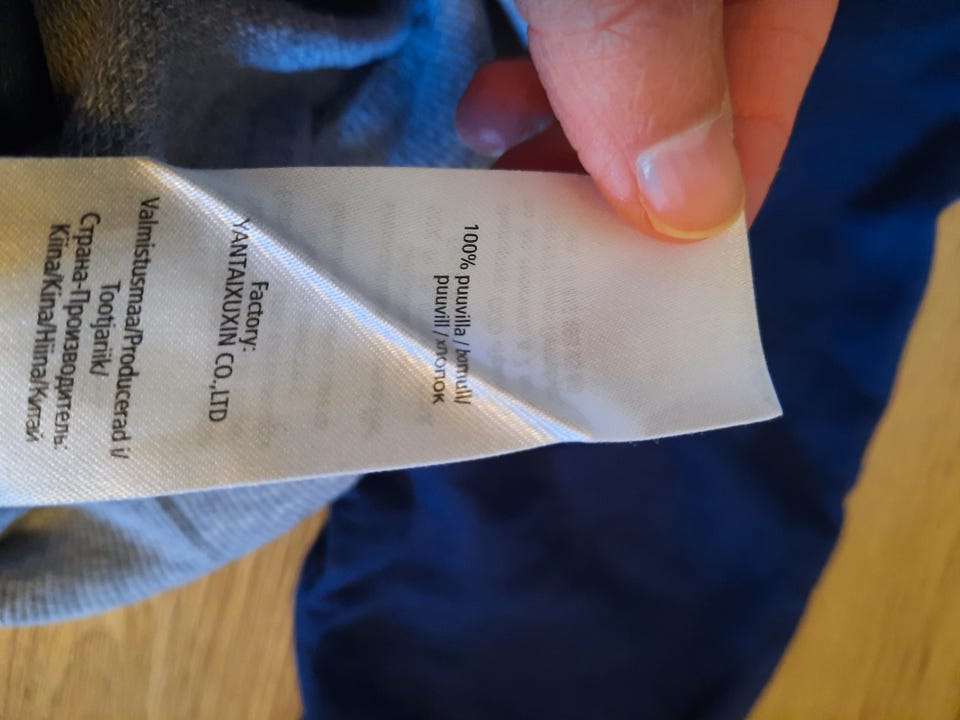 100% puuvilla / bomull/
puuvill / хлопок
Factory:
YANTAIXUXIN CO.,LTD
Valmistusmaa/Producerad i/
Tootjariik/
Страна-Производитель:
Kiina/Kina/Hiina/Китай